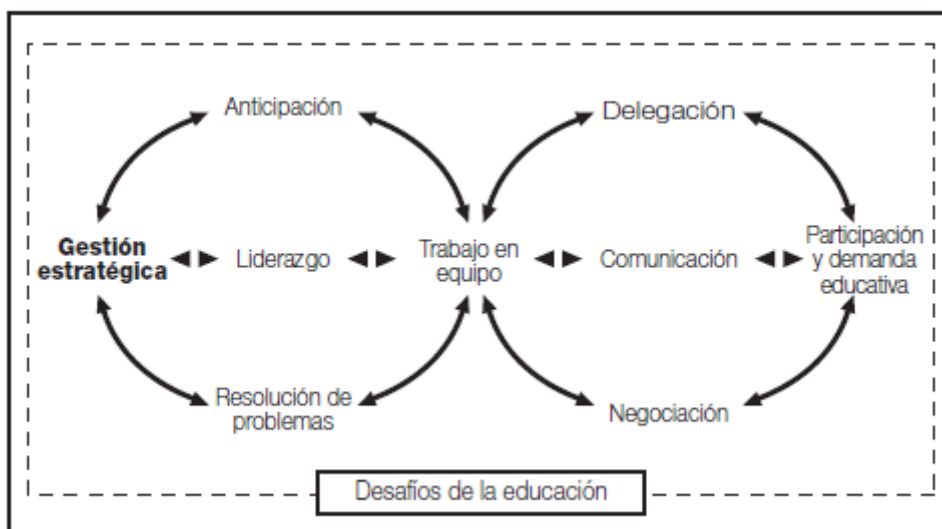 Anticipación
Delegación
Gestión
estratégica
Liderazgo
Trabajo en
equipo
Comunicación
Participación
y demanda
educativa
Resolución de
problemas
Negociación
Desafíos de la educación